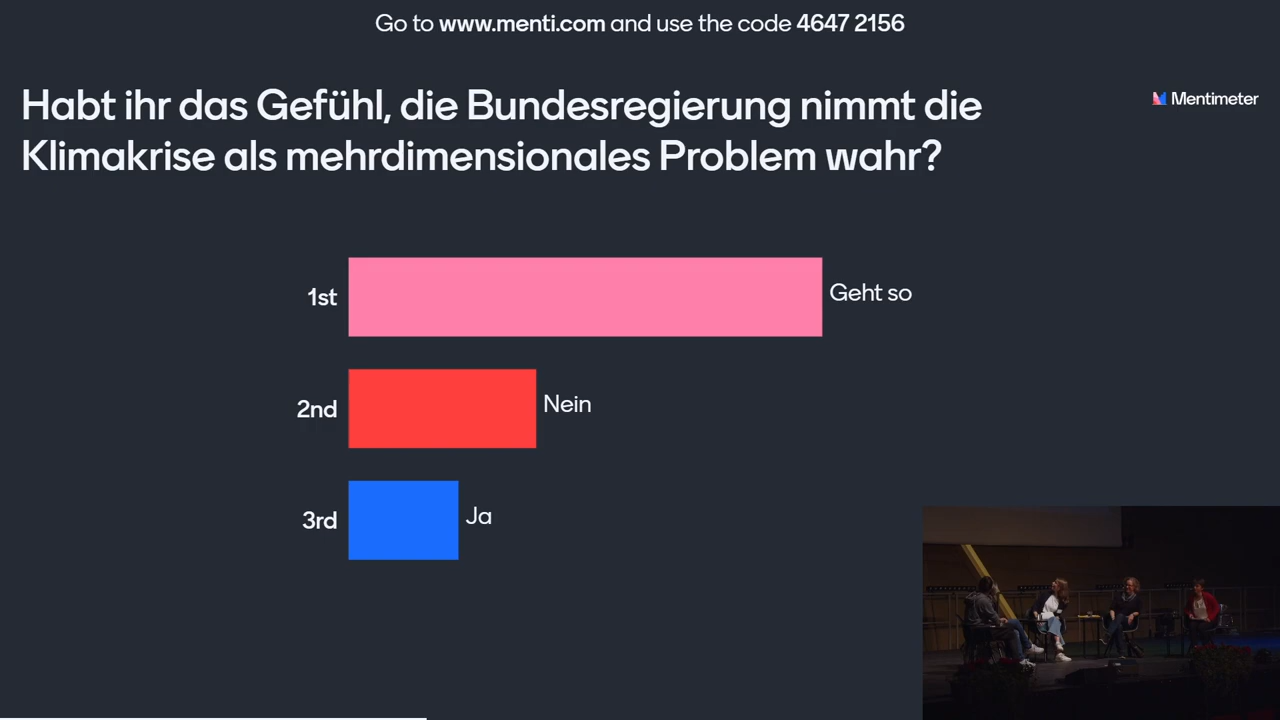 Go to www.menti.com and use the code 4647 2156
Habt ihr das Gefühl, die Bundesregierung nimmt die
Klimakrise als mehrdimensionales Problem wahr?
Mentimeter
1st Geht so
2nd Nein
3rd Ja